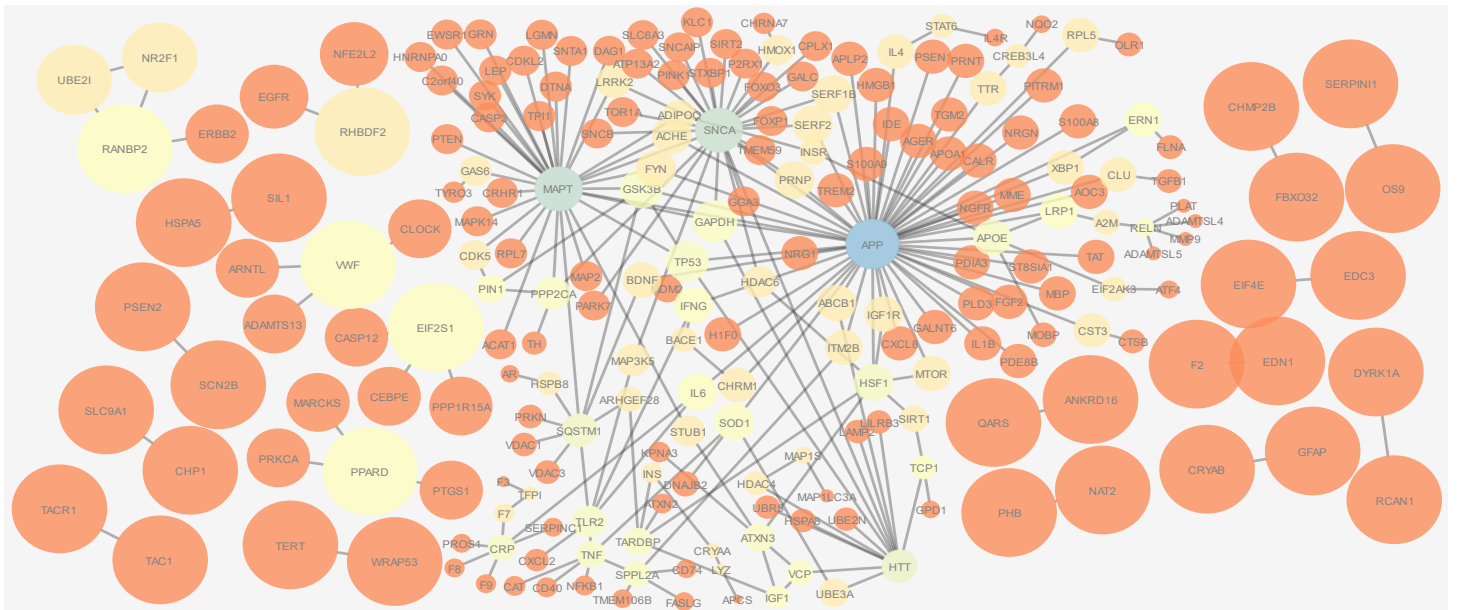 UBE2I
NR2F1
RANBP2
ERBB2
EGFR
NFE2L2
RHBDF2
HSPA5
SIL1
ARNTL
VWF
CLOCK
ADAMTS13
PSEN2
SCN2B
CASP12
EIF2S1
CEBPE
PPP1R15A
SLC9A1
CHP1
MARCKS
PRKCA
PPARD
PTGS1
TACR1
TAC1
TERT
WRAP53
HNRNPA0
EWSR1
GRN
LGMN
C2orf40
LEP
CDKL2
SNTA1
SYK
DTNA
CASP3
TPI1
PTEN
GAS6
TYRO3
CRHR1
MAPK14
CDK5
RPL7
PIN1
PPP2CA
MAP2
PARK7
ACAT1
TH
MAPT
SNCB
TOR1A
DAG1
LRRK2
SLC6A3
ATP13A2
SNCAIP
PINK1
KLC1
SIRT2
STXBP1
P2RX1
CHRNA7
HMOX1
FOXO3
GALC
CPLX1
APLP2
SERF1B
SERF2
FOXP1
ADIPOQ
ACHE
SNCA
TMEM59
INSR
FYN
GSK3B
PRNP
GGA3
GAPDH
TREM2
S100A9
HMGB1
IDE
AGER
APOA1
TGM2
CALR
NRGN
PSEN1
PRNT
IL4
STAT6
IL4R
NQO2
CREB3L4
RPL5
OLR1
TTR
PITRM1
S100A8
ERN1
FLNA
XBP1
CLU
AOC3
TGFB1
MME
NGFR
LRP1
A2M
RELN
PLAT
ADAMTSL4
MMP9
ADAMTSL5
APP
APOE
NRG1
PDIA3
ST8SIA1
TAT
EIF2AK3
ATF4
PLD3
FGF2
MBP
CST3
CTSB
MOBP
IL1B
PDE8B
GALNT6
CXCL8
IGF1R
ABCB1
ITM2B
HDAC6
TP53
BDNF
ADM2
IFNG
BACE1
H1F0
MAP3K5
CHRM1
IL6
SOD1
STUB1
ARHGEF28
AR
HSPB8
SQSTM1
PRKN
VDAC1
VDAC3
HSF1
MTOR
SIRT1
LILRB3
LAMP2
TCP1
GPD1
KPNA3
INS
DNAJB2
ATXN2
MAP1S
HDAC4
MAP1LC3A
UBR5
HSPA8
UBE2N
ATXN3
HTT
VCP
UBE3A
IGF1
F3
TFPI
F7
PROS1
CRP
SERPINC1
F8
F9
CXCL2
CAT
CD40
NFKB1
TLR2
TNF
TARDBP
SPPL2A
TMEM106B
FASLG
CD74
CRYAA
LYZ
APCS
CHMP2B
SERPINI1
FBXO32
OS9
EIF4E
EDC3
F2
EDN1
DYRK1A
RCAN1
QARS
ANKRD16
CRYAB
GFAP
PHB
NAT2